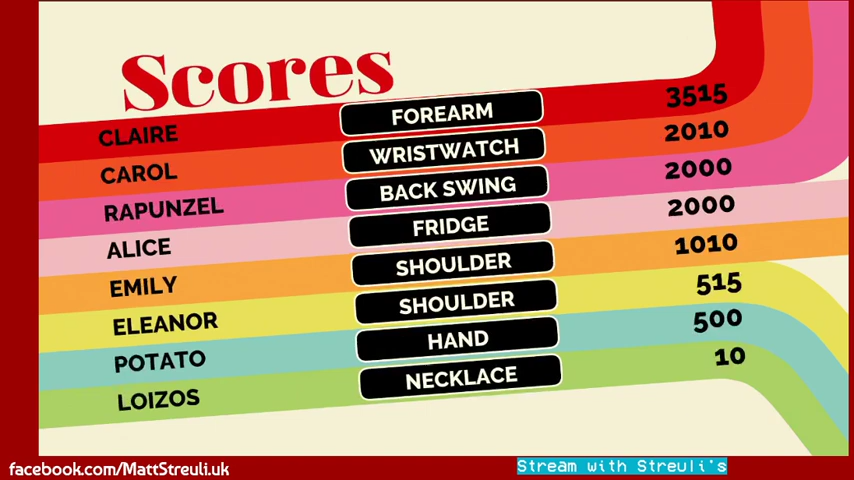 Scores
CLAIRE FOREARM 3515
CAROL WRISTWATCH 2010
RAPUNZEL BACK SWING 2000
ALICE FRIDGE 2000
EMILY SHOULDER 1010
ELEANOR SHOULDER 515
POTATO HAND 500
LOIZOS NECKLACE 10
facebook.com/MattStreuli.uk Stream with Streuli's